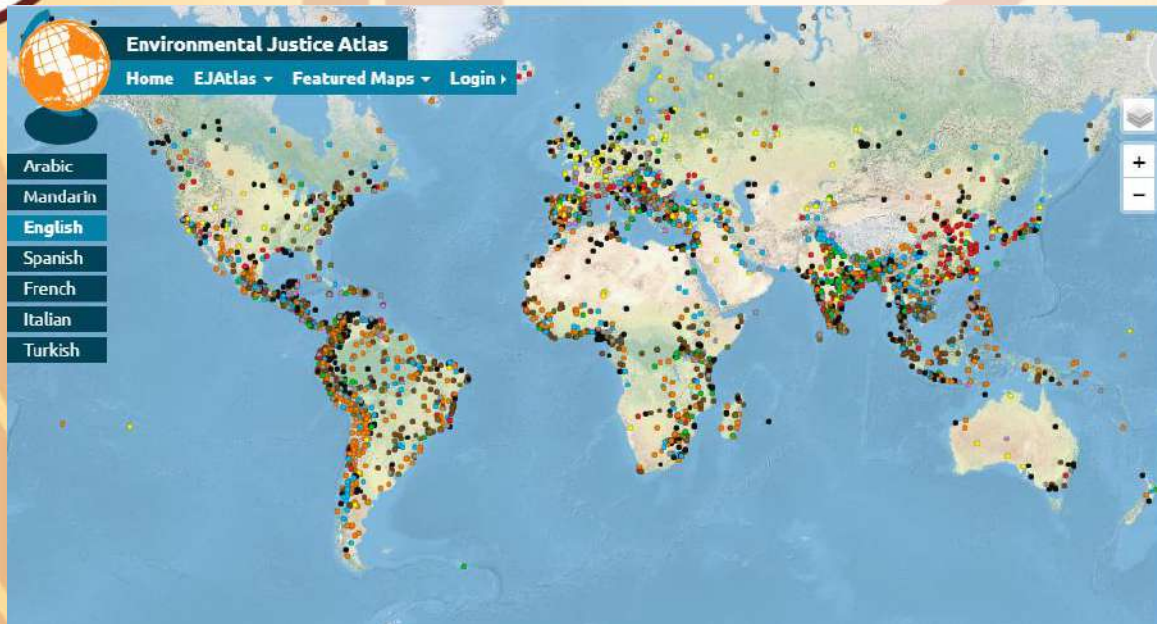 Environmental Justice Atlas
Home EJAtlas Featured Maps Login
Arabic
Mandarin
English
Spanish
French
Italian
Turkish
+
−